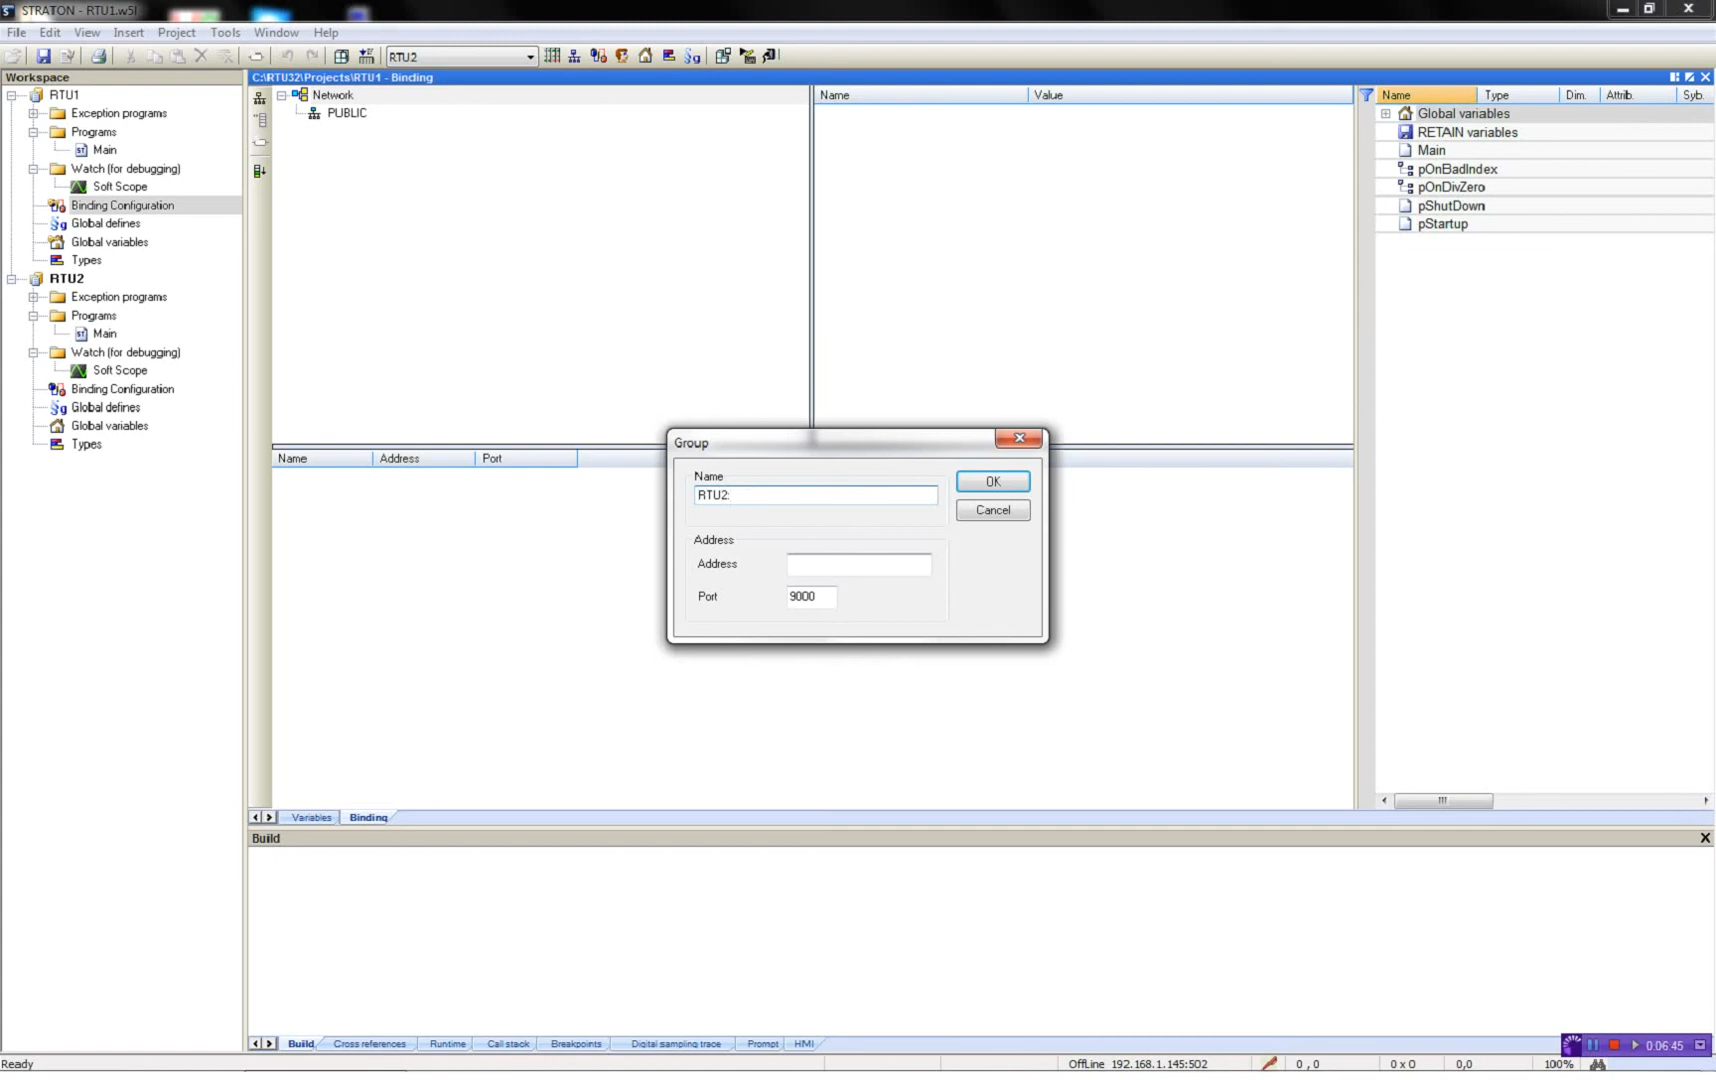 STRATON - RTU1.w5l
File Edit View Insert Project Tools Window Help
RTU2
Workspace
RTU1
Exception programs
Programs
Main
Watch (for debugging)
Soft Scope
Binding Configuration
Global defines
Global variables
Types
RTU2
Exception programs
Programs
Main
Watch (for debugging)
Soft Scope
Binding Configuration
Global defines
Global variables
Types
C:\RTU32\Projects\RTU1 - Binding
Network
PUBLIC
Name Value
Name Type Dim. Attrib. Syb.
Global variables
RETAIN variables
Main
pOnBadIndex
pOnDivZero
pShutDown
pStartup
Name Address Port
Group
Name
RTU2:
OK
Cancel
Address
Address
Port 9000
Variables Binding
Build
Build Cross references Runtime Call stack Breakpoints Digital sampling trace Prompt HMI
0:06:45
Ready
OffLine 192.168.1.145:502 0 , 0 0 x 0 0,0 100%